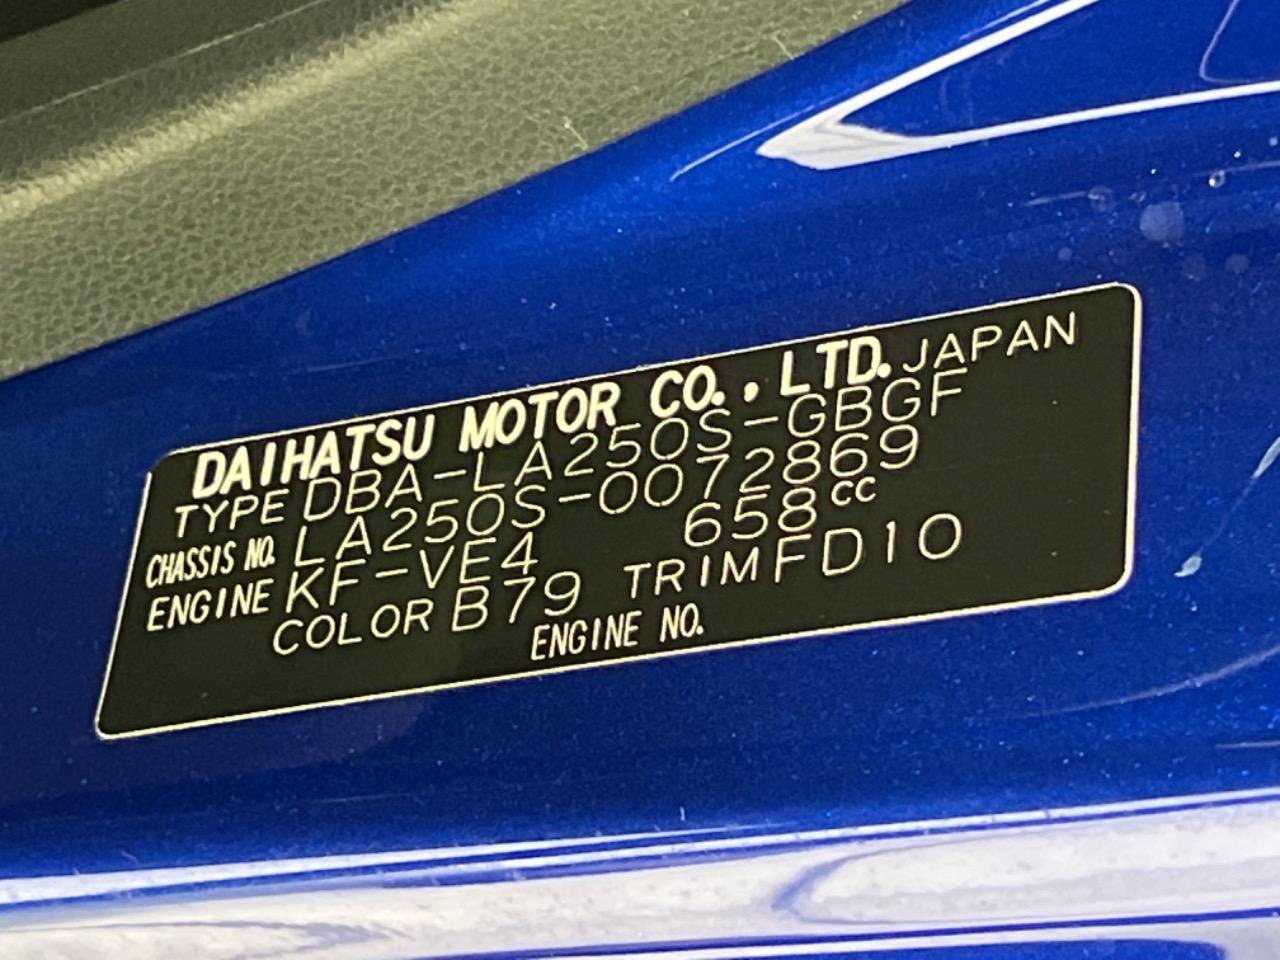 DAIHATSU MOTOR CO., LTD. JAPAN
TYPE DBA-LA250S-GBGF
CHASSIS NO. LA250S-0072869
ENGINE KF-VE4 658cc
COLOR B79 TRIM FD10
ENGINE NO.